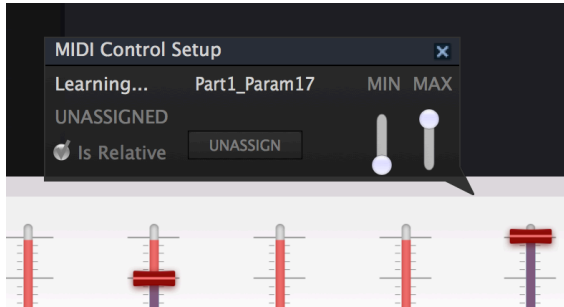 MIDI Control Setup
Learning... Part1_Param17 MIN MAX
UNASSIGNED
Is Relative UNASSIGN